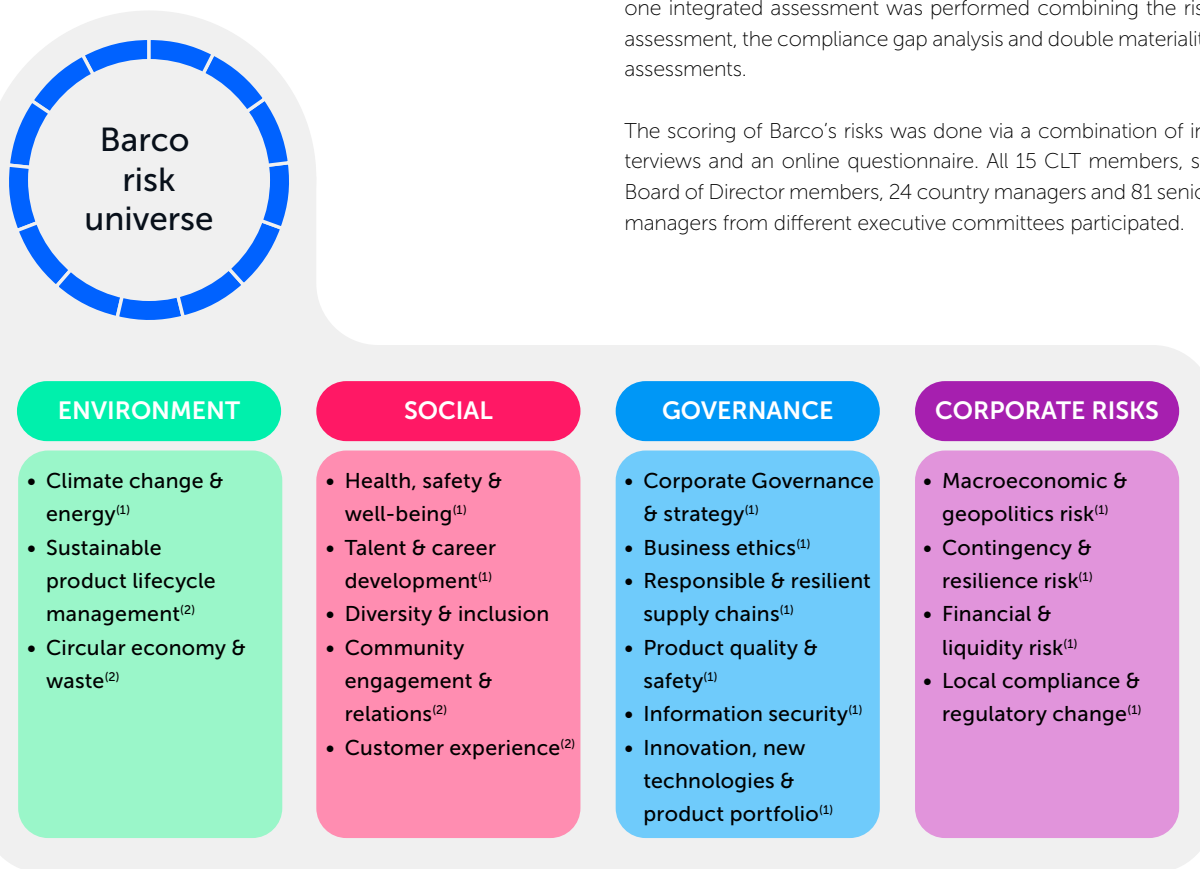 one integrated assessment was performed combining the
assessment, the compliance gap analysis and double
assessments.
The scoring of Barco's risks was done via a combination of
terviews and an online questionnaire. All 15 CLT members,
Board of Director members, 24 country managers and 81
managers from different executive committees participated.
Barco
risk
universe
ENVIRONMENT
• Climate change &
energy(1)
• Sustainable
product lifecycle
management(2)
• Circular economy &
waste(2)
SOCIAL
• Health, safety &
well-being(1)
• Talent & career
development(1)
• Diversity & inclusion
• Community
engagement &
relations(2)
• Customer experience(2)
GOVERNANCE
• Corporate Governance
& strategy(1)
• Business ethics(1)
• Responsible & resilient
supply chains(1)
• Product quality &
safety(1)
• Information security(1)
• Innovation, new
technologies &
product portfolio(1)
CORPORATE RISKS
• Macroeconomic &
geopolitics risk(1)
• Contingency &
resilience risk(1)
• Financial &
liquidity risk(1)
• Local compliance &
regulatory change(1)